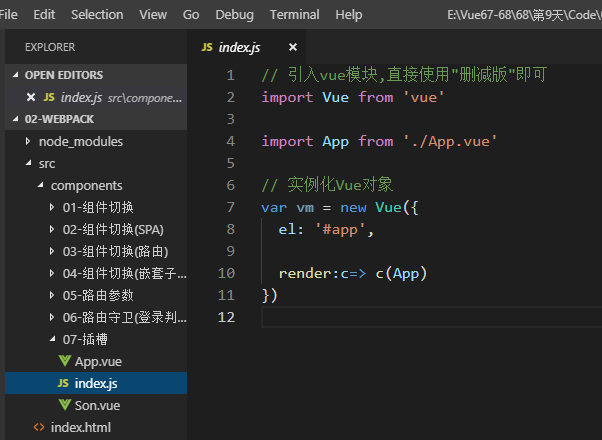 File Edit Selection View Go Debug Terminal Help E:\Vue67-68\68\第9天\Code\
EXPLORER
OPEN EDITORS
JS index.js src\compone...
02-WEBPACK
node_modules
src
components
01-组件切换
02-组件切换(SPA)
03-组件切换(路由)
04-组件切换(嵌套子...
05-路由参数
06-路由守卫(登录判...
07-插槽
App.vue
JS index.js
Son.vue
<> index.html
JS index.js ×
1 // 引入vue模块,直接使用"删减版"即可
2 import Vue from 'vue'
3
4 import App from './App.vue'
5
6 // 实例化Vue对象
7 var vm = new Vue({
8 el: '#app',
9
10 render:c=> c(App)
11 })
12